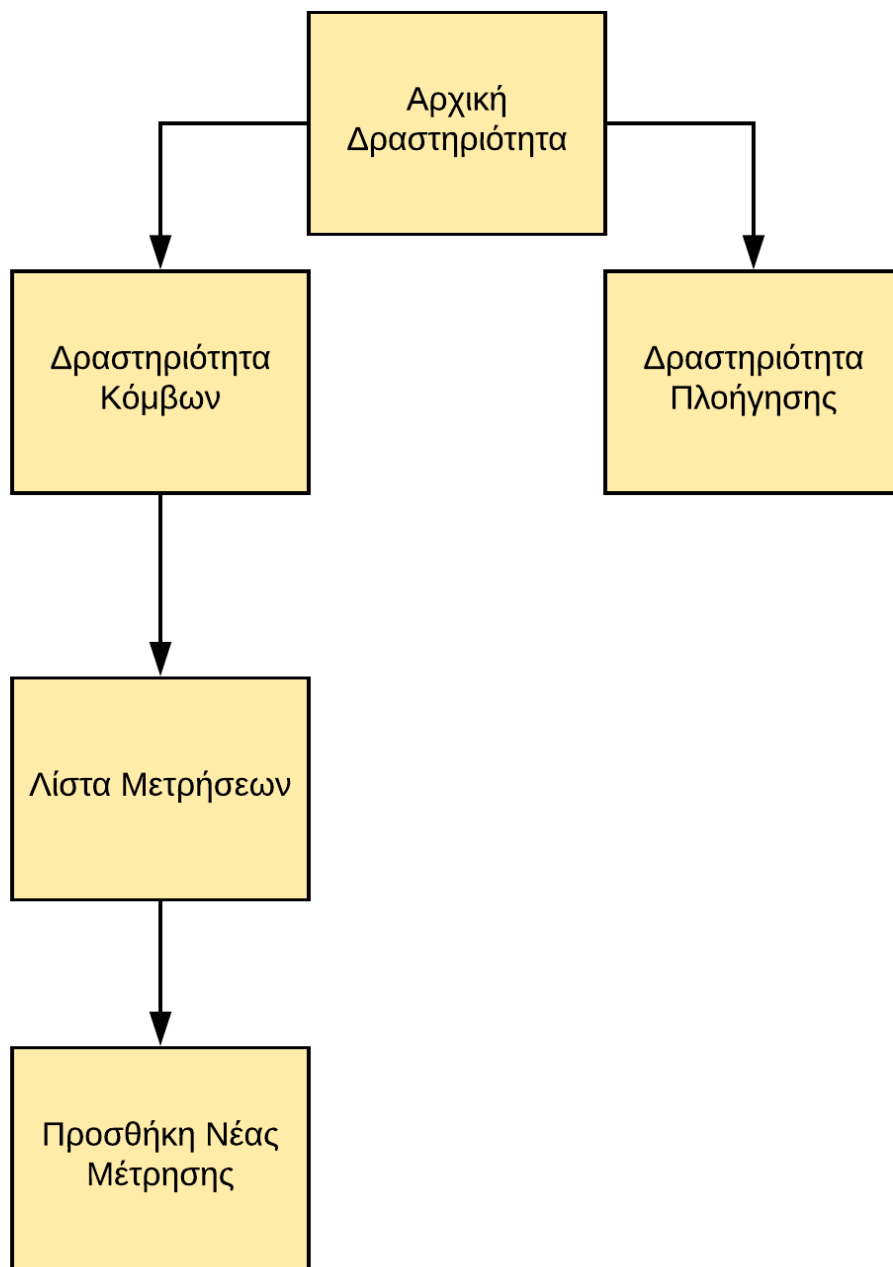 Αρχική
Δραστηριότητα
Δραστηριότητα
Κόμβων
Δραστηριότητα
Πλοήγησης
Λίστα Μετρήσεων
Προσθήκη Νέας
Μέτρησης